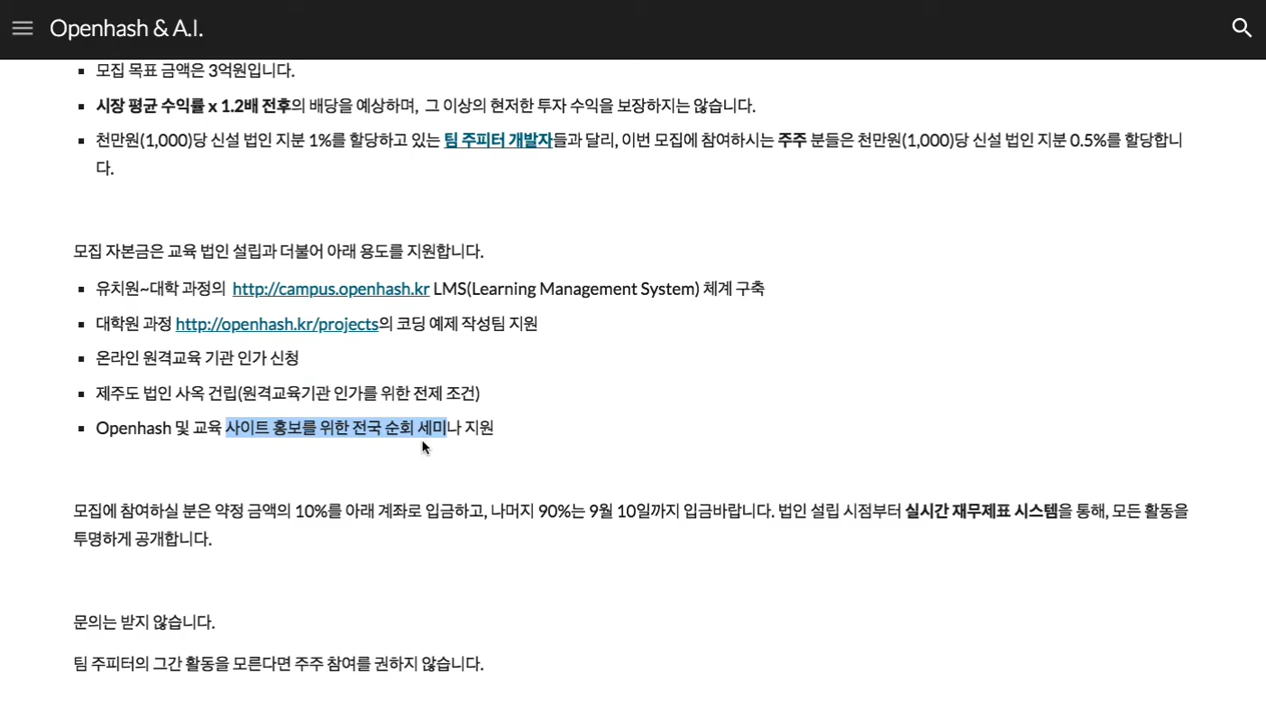 Openhash & A.I.
모집 목표 금액은 3억원입니다.
시장 평균 수익률 x 1.2배 전후의 배당을 예상하며, 그 이상의 현저한 투자 수익을 보장하지는 않습니다.
천만원(1,000)당 신설 법인 지분 1%를 할당하고 있는 팀 주피터 개발자들과 달리, 이번 모집에 참여하시는 주주 분들은 천만원(1,000)당 신설 법인 지분 0.5%를 할당합니
다.
모집 자본금은 교육 법인 설립과 더불어 아래 용도를 지원합니다.
유치원~대학 과정의 http://campus.openhash.kr LMS(Learning Management System) 체계 구축
대학원 과정 http://openhash.kr/projects의 코딩 예제 작성팀 지원
온라인 원격교육 기관 인가 신청
제주도 법인 사옥 건립(원격교육기관 인가를 위한 전제 조건)
Openhash 및 교육 사이트 홍보를 위한 전국 순회 세미나 지원
모집에 참여하실 분은 약정 금액의 10%를 아래 계좌로 입금하고, 나머지 90%는 9월 10일까지 입금바랍니다. 법인 설립 시점부터 실시간 재무제표 시스템을 통해, 모든 활동을
투명하게 공개합니다.
문의는 받지 않습니다.
팀 주피터의 그간 활동을 모른다면 주주 참여를 권하지 않습니다.